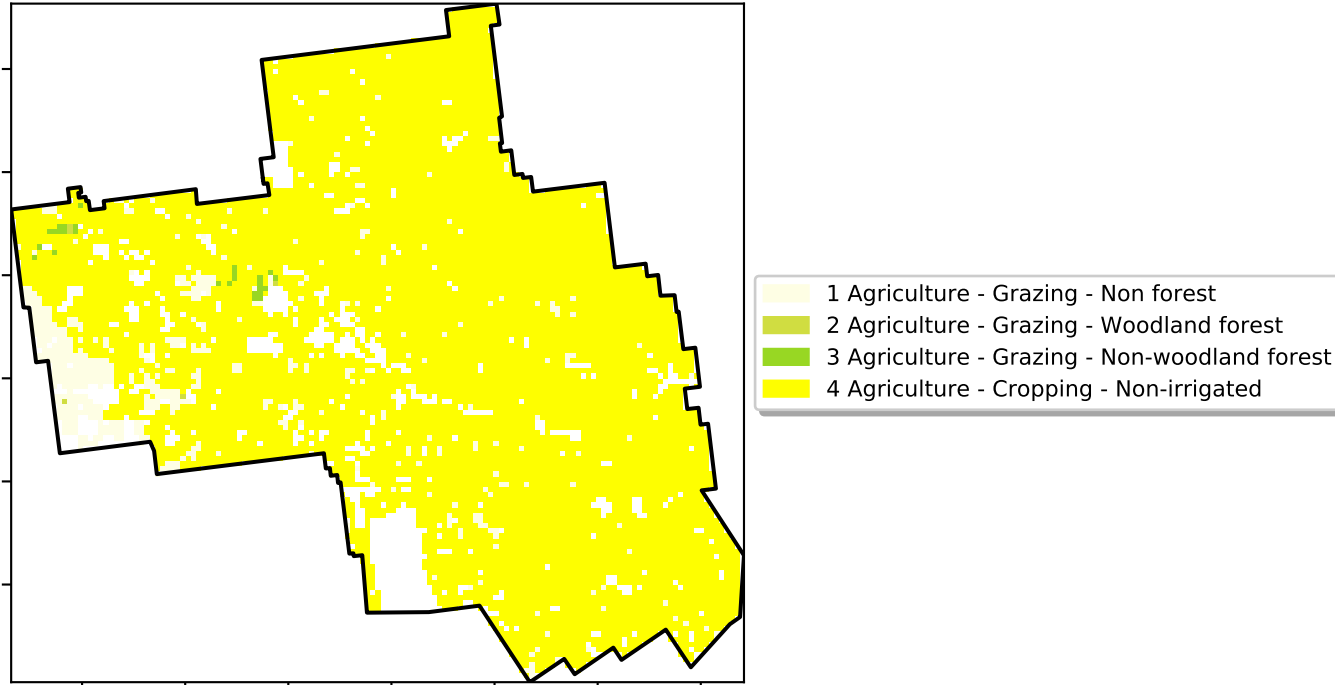 1 Agriculture - Grazing - Non forest
2 Agriculture - Grazing - Woodland forest
3 Agriculture - Grazing - Non-woodland forest
4 Agriculture - Cropping - Non-irrigated